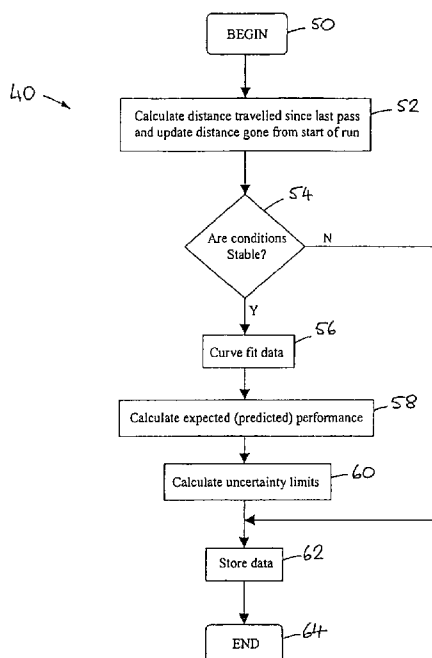 BEGIN
50
40
Calculate distance travelled since last pass
and update distance gone from start of run
52
54
Are conditions
Stable?
N
Y
56
Curve fit data
58
Calculate expected (predicted) performance
60
Calculate uncertainty limits
62
Store data
END
64